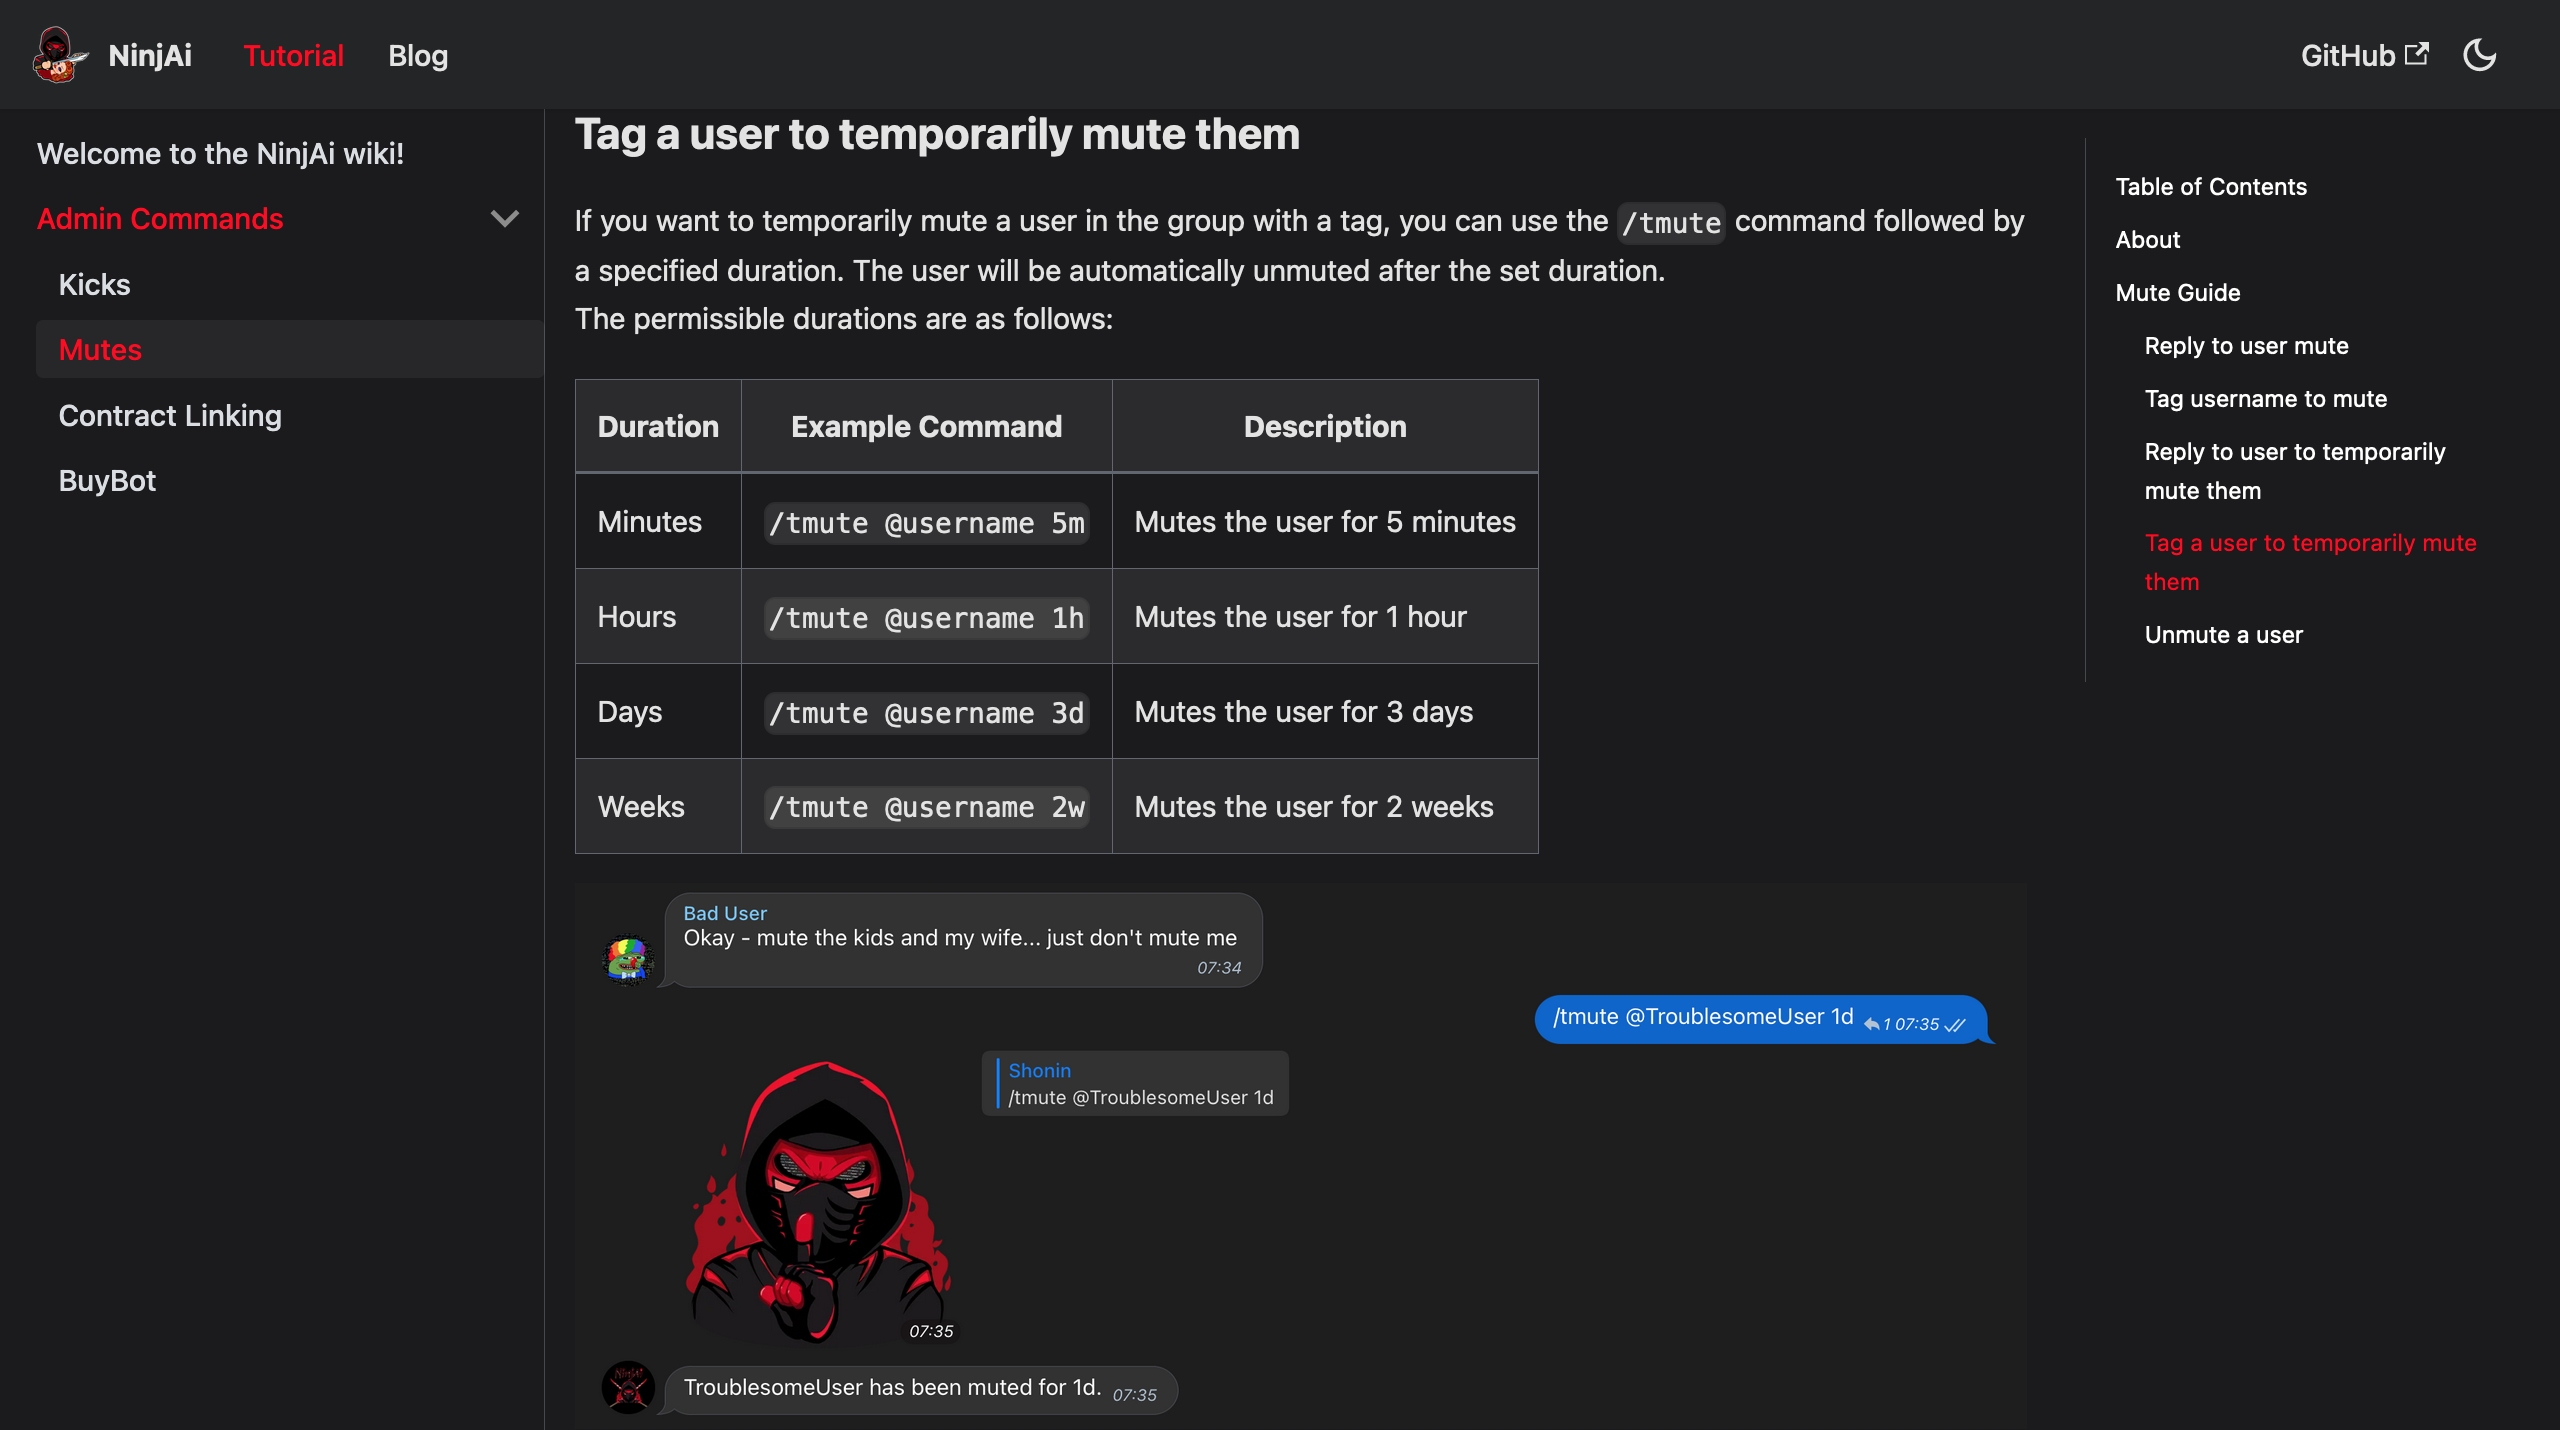 NinjAi
Tutorial
Blog
GitHub
Welcome to the NinjAi wiki!
Admin Commands
Kicks
Mutes
Contract Linking
BuyBot
Tag a user to temporarily mute them
If you want to temporarily mute a user in the group with a tag, you can use the /tmute command followed by
a specified duration. The user will be automatically unmuted after the set duration.
The permissible durations are as follows:
Duration Example Command Description
Minutes /tmute @username 5m Mutes the user for 5 minutes
Hours /tmute @username 1h Mutes the user for 1 hour
Days /tmute @username 3d Mutes the user for 3 days
Weeks /tmute @username 2w Mutes the user for 2 weeks
Bad User
Okay - mute the kids and my wife... just don't mute me
07:34
/tmute @TroublesomeUser 1d 1 07:35
Shonin
/tmute @TroublesomeUser 1d
07:35
NinjAi
TroublesomeUser has been muted for 1d. 07:35
Table of Contents
About
Mute Guide
Reply to user mute
Tag username to mute
Reply to user to temporarily
mute them
Tag a user to temporarily mute
them
Unmute a user